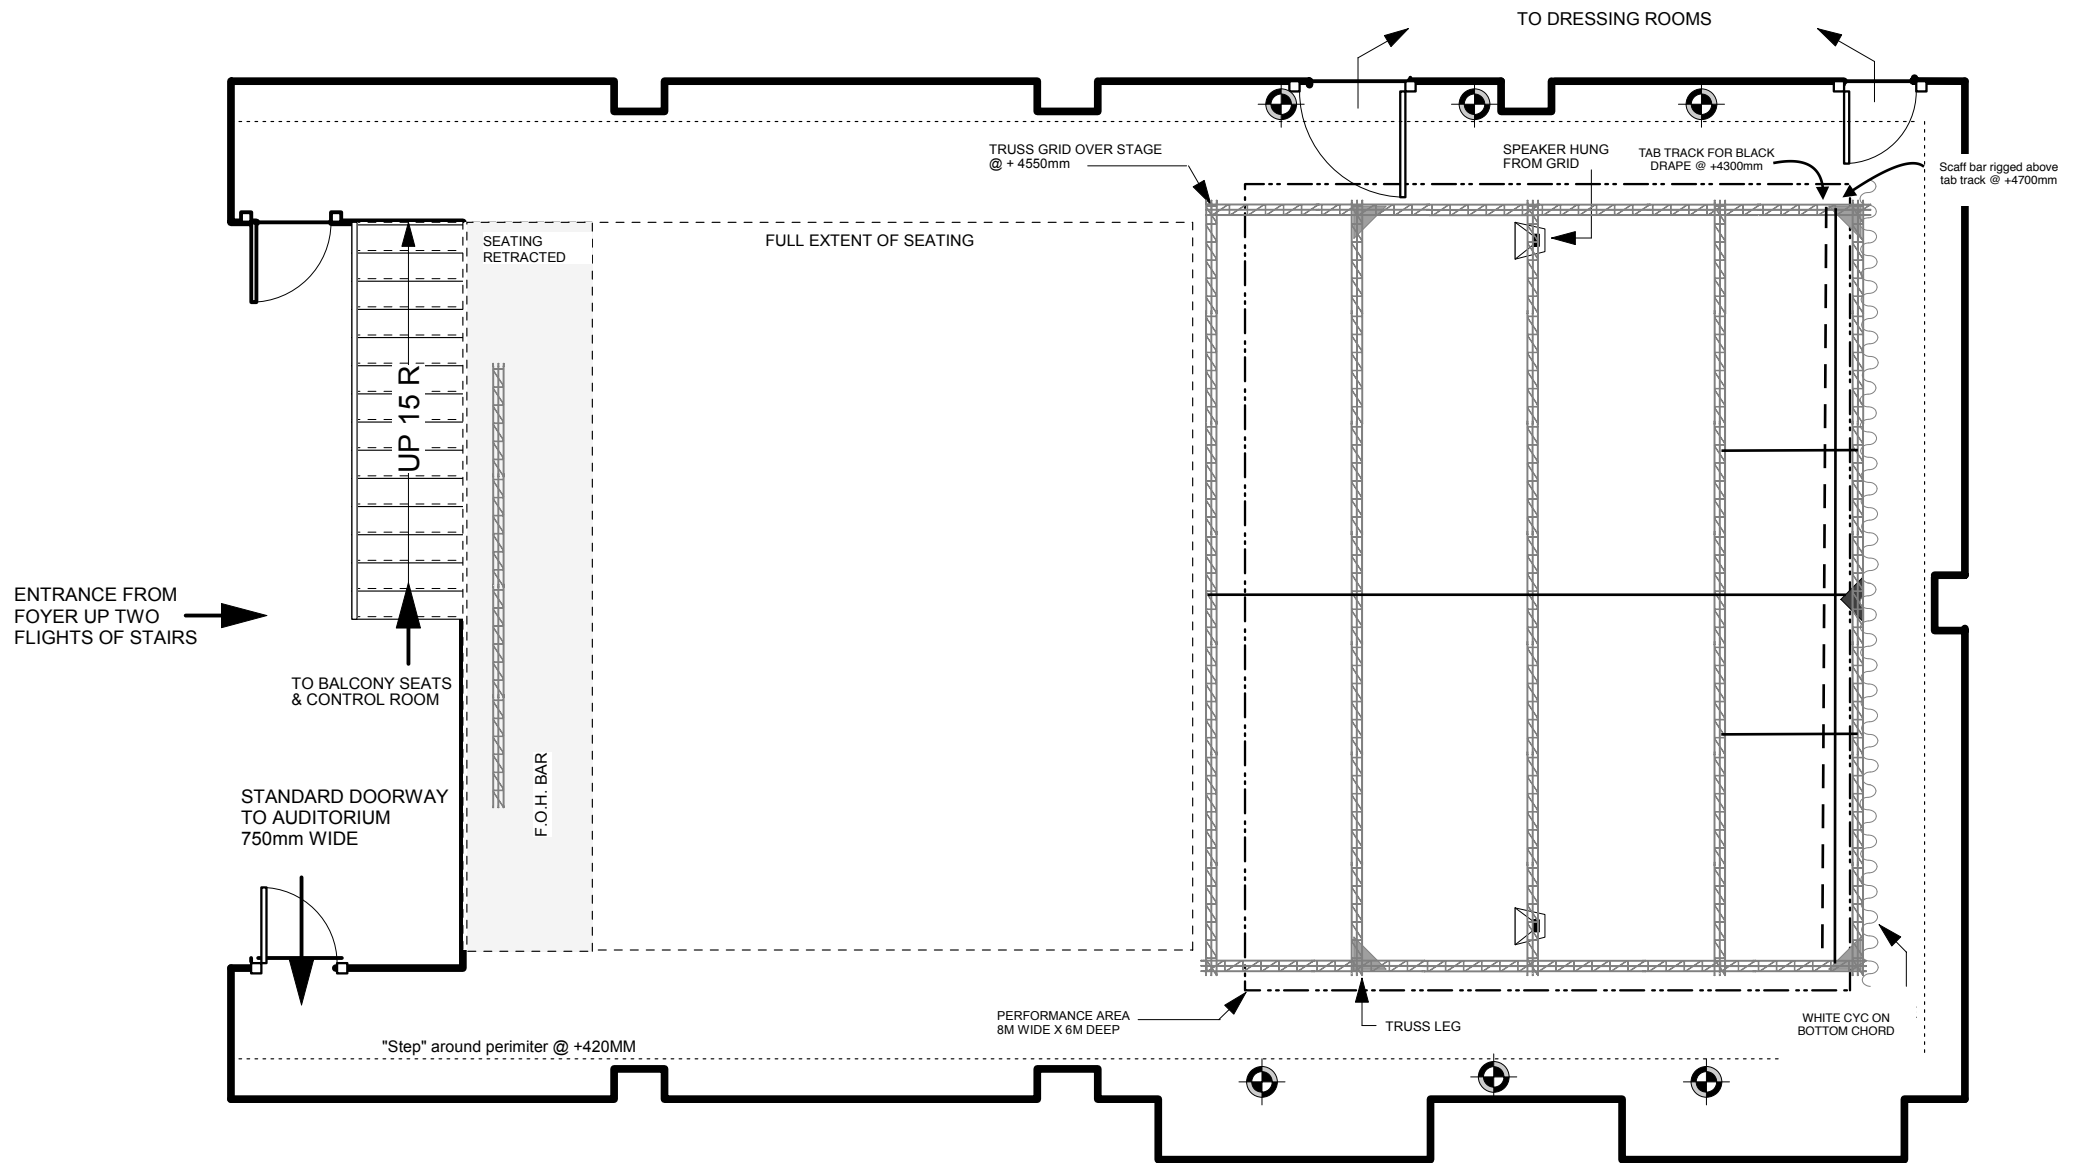 TO DRESSING ROOMS
TRUSS GRID OVER STAGE
@ + 4550mm
SPEAKER HUNG
FROM GRID
TAB TRACK FOR BLACK
DRAPE @ +4300mm
Scaff bar rigged above
tab track @ +4700mm
SEATING
RETRACTED
FULL EXTENT OF SEATING
UP 15 R
ENTRANCE FROM
FOYER UP TWO
FLIGHTS OF STAIRS
TO BALCONY SEATS
& CONTROL ROOM
F.O.H. BAR
STANDARD DOORWAY
TO AUDITORIUM
750mm WIDE
PERFORMANCE AREA
8M WIDE X 6M DEEP
TRUSS LEG
WHITE CYC ON
BOTTOM CHORD
"Step" around perimiter @ +420MM